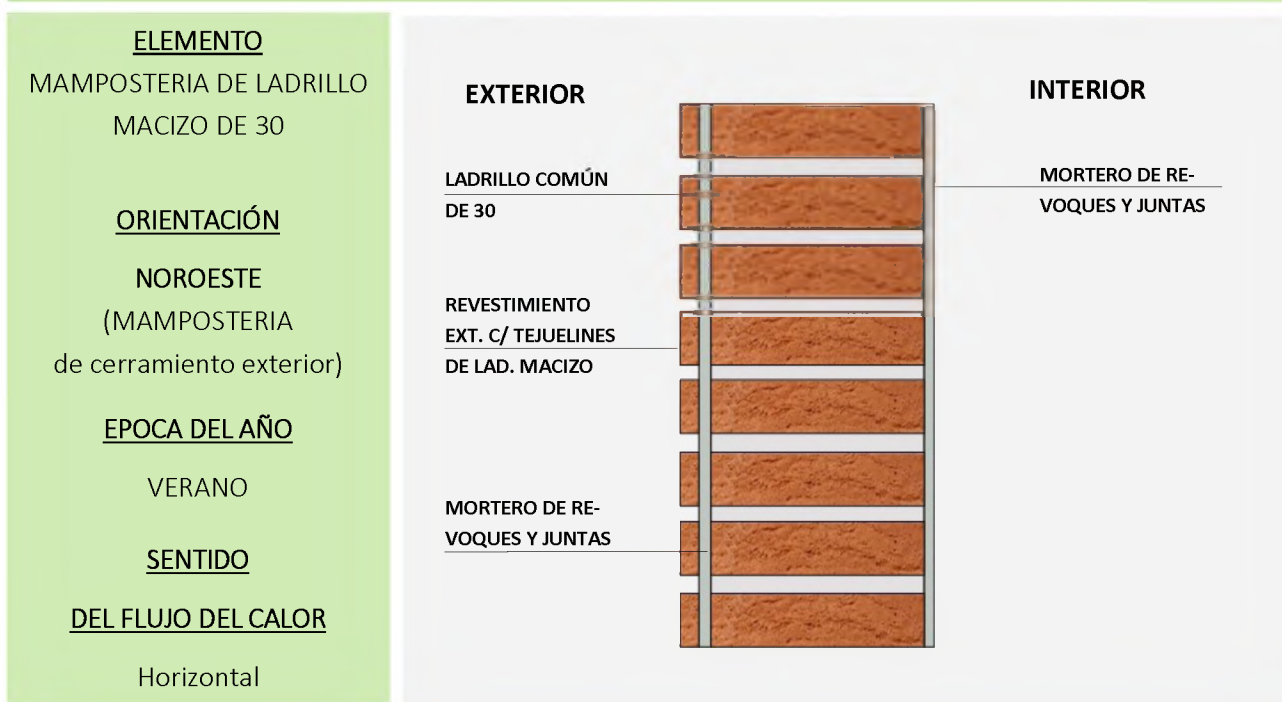 ELEMENTO
MAMPOSTERIA DE LADRILLO
MACIZO DE 30
ORIENTACIÓN
NOROESTE
(MAMPOSTERIA
de cerramiento exterior)
EPOCA DEL AÑO
VERANO
SENTIDO
DEL FLUJO DEL CALOR
Horizontal
EXTERIOR
INTERIOR
LADRILLO COMÚN
DE 30
REVESTIMIENTO
EXT. C/ TEJUELINES
DE LAD. MACIZO
MORTERO DE RE-
VOQUES Y JUNTAS
MORTERO DE RE-
VOQUES Y JUNTAS